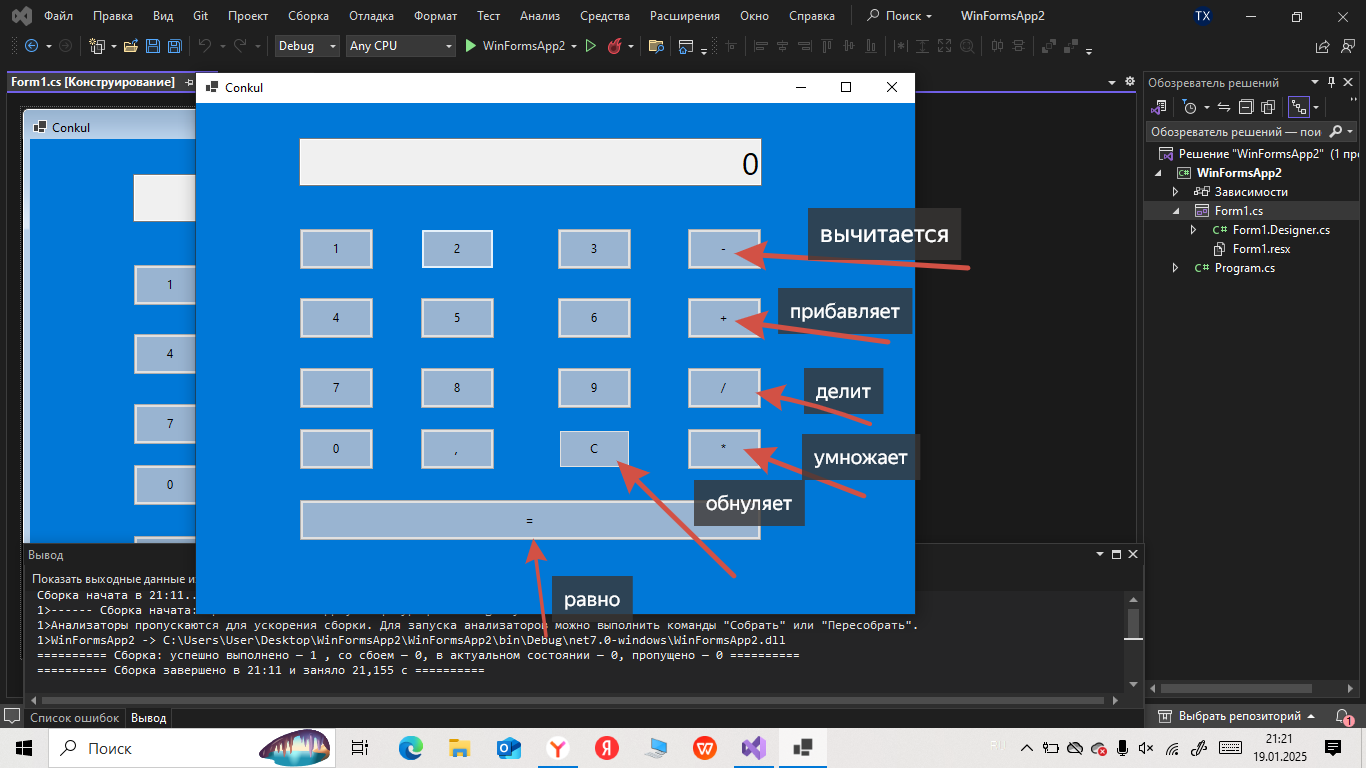 Файл Правка Вид Git Проект Сборка Отладка Формат Тест Анализ Средства Расширения Окно Справка Поиск WinFormsApp2 TX
Debug Any CPU WinFormsApp2
Form1.cs [Конструирование]
Conkul
1
4
7
0
Conkul
0
1 2 3 -
4 5 6 +
7 8 9 /
0 , C *
=
вычитается
прибавляет
делит
умножает
обнуляет
равно
Обозреватель решений
Обозреватель решений — пои
Решение "WinFormsApp2" (1 про
WinFormsApp2
Зависимости
Form1.cs
C# Form1.Designer.cs
Form1.resx
C# Program.cs
Вывод
Показать выходные данные и
Сборка начата в 21:11..
1>------ Сборка начата:
1>Анализаторы пропускаются для ускорения сборки. Для запуска анализаторов можно выполнить команды "Собрать" или "Пересобрать".
1>WinFormsApp2 -> C:\Users\User\Desktop\WinFormsApp2\WinFormsApp2\bin\Debug\net7.0-windows\WinFormsApp2.dll
========== Сборка: успешно выполнено — 1 , со сбоем — 0, в актуальном состоянии — 0, пропущено — 0 ==========
========== Сборка завершено в 21:11 и заняло 21,155 с ==========
Список ошибок Вывод
Выбрать репозиторий 1
Поиск
21:21
19.01.2025